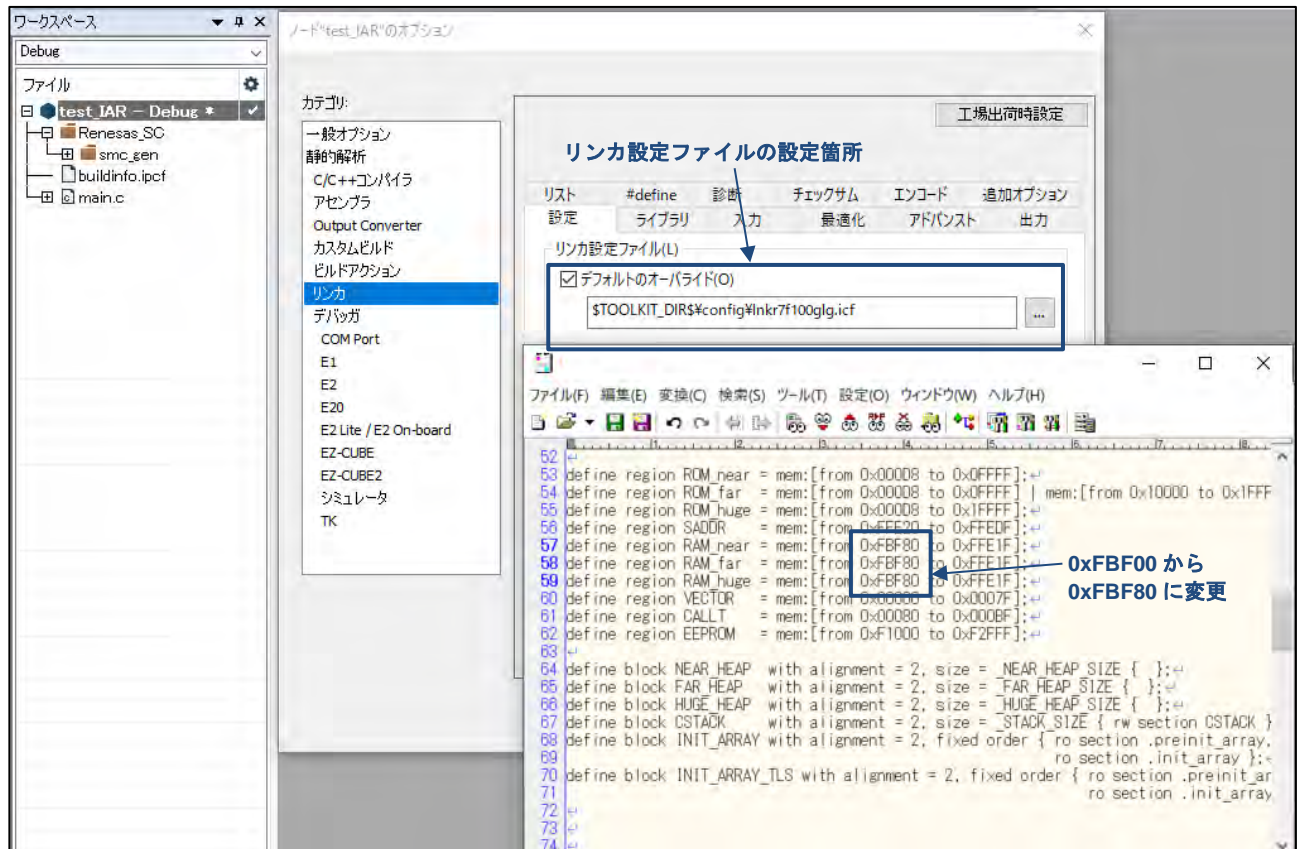 ワークスペース
Debug
ファイル
test_IAR - Debug *
Renesas_SC
smc_gen
buildinfo.ipcf
main.c
ノード"test_IAR"のオプション
カテゴリ:
一般オプション
静的解析
C/C++コンパイラ
アセンブラ
Output Converter
カスタムビルド
ビルドアクション
リンカ
デバッガ
COM Port
E1
E2
E20
E2 Lite / E2 On-board
EZ-CUBE
EZ-CUBE2
シミュレータ
TK
工場出荷時設定
リンカ設定ファイルの設定箇所
リスト #define 診断 チェックサム エンコード 追加オプション
設定 ライブラリ 入力 最適化 アドバンスト 出力
リンカ設定ファイル(L)
デフォルトのオーバライド(O)
$TOOLKIT_DIR$¥config¥lnkr7f100glg.icf
...
ファイル(F) 編集(E) 変換(C) 検索(S) ツール(T) 設定(O) ウィンドウ(W) ヘルプ(H)
52
53 define region ROM_near = mem:[from 0x000D8 to 0x0FFFF];
54 define region ROM_far = mem:[from 0x000D8 to 0x0FFFF] | mem:[from 0x10000 to 0x1FFF
55 define region ROM_huge = mem:[from 0x000D8 to 0x1FFFF];
56 define region SADDR = mem:[from 0xFFE20 to 0xFFEDF];
57 define region RAM_near = mem:[from 0xFBF80 to 0xFFE1F];
58 define region RAM_far = mem:[from 0xFBF80 to 0xFFE1F];
59 define region RAM_huge = mem:[from 0xFBF80 to 0xFFE1F];
60 define region VECTOR = mem:[from 0x00000 to 0x0007F];
61 define region CALLT = mem:[from 0x00080 to 0x000BF];
62 define region EEPROM = mem:[from 0xF1000 to 0xF2FFF];
63
64 define block NEAR_HEAP with alignment = 2, size = _NEAR_HEAP_SIZE { };
65 define block FAR_HEAP with alignment = 2, size = _FAR_HEAP_SIZE { };
66 define block HUGE_HEAP with alignment = 2, size = _HUGE_HEAP_SIZE { };
67 define block CSTACK with alignment = 2, size = _STACK_SIZE { rw section CSTACK }
68 define block INIT_ARRAY with alignment = 2, fixed order { ro section .preinit_array,
69 ro section .init_array };
70 define block INIT_ARRAY_TLS with alignment = 2, fixed order { ro section .preinit_ar
71 ro section .init_array
72
73
74
0xFBF00 から
0xFBF80 に変更